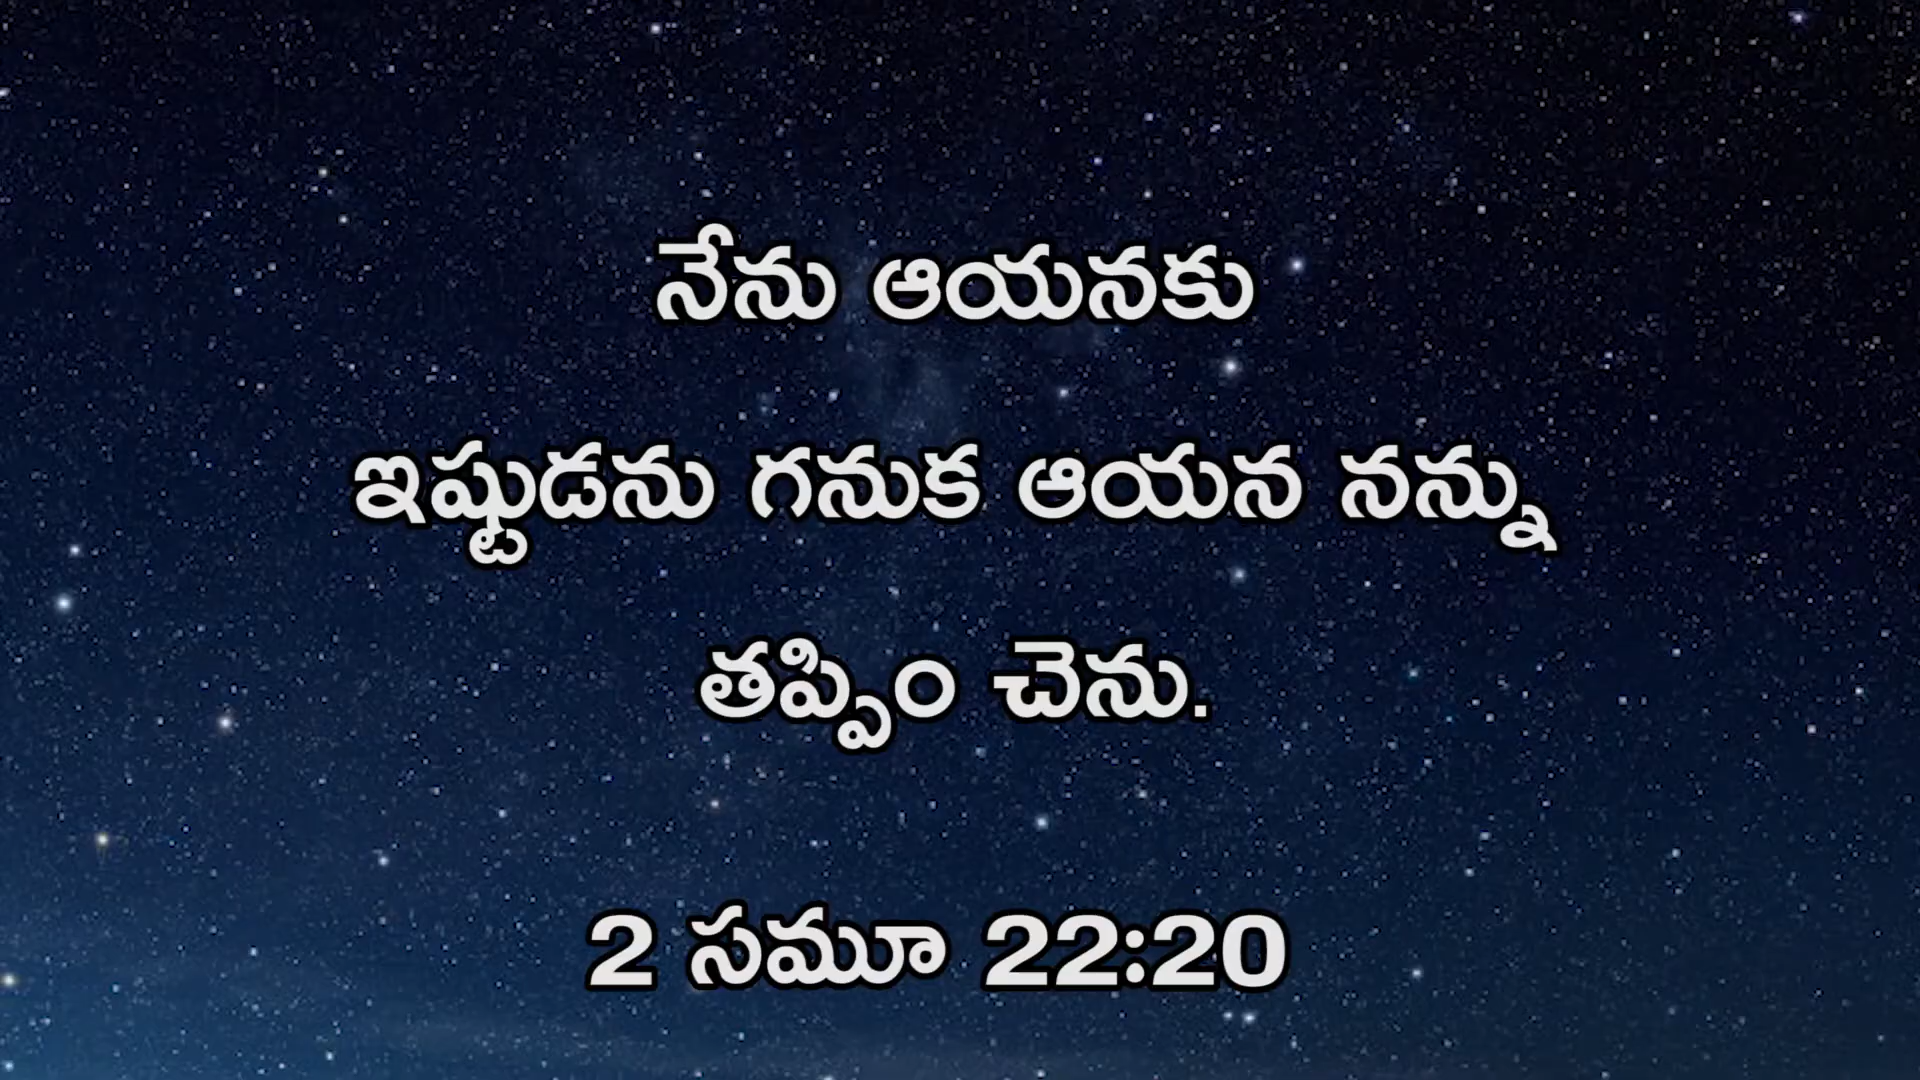 నేను ఆయనకు
ఇష్టుడను గనుక ఆయన నన్ను
తప్పిం చెను.
2 సమూ 22:20